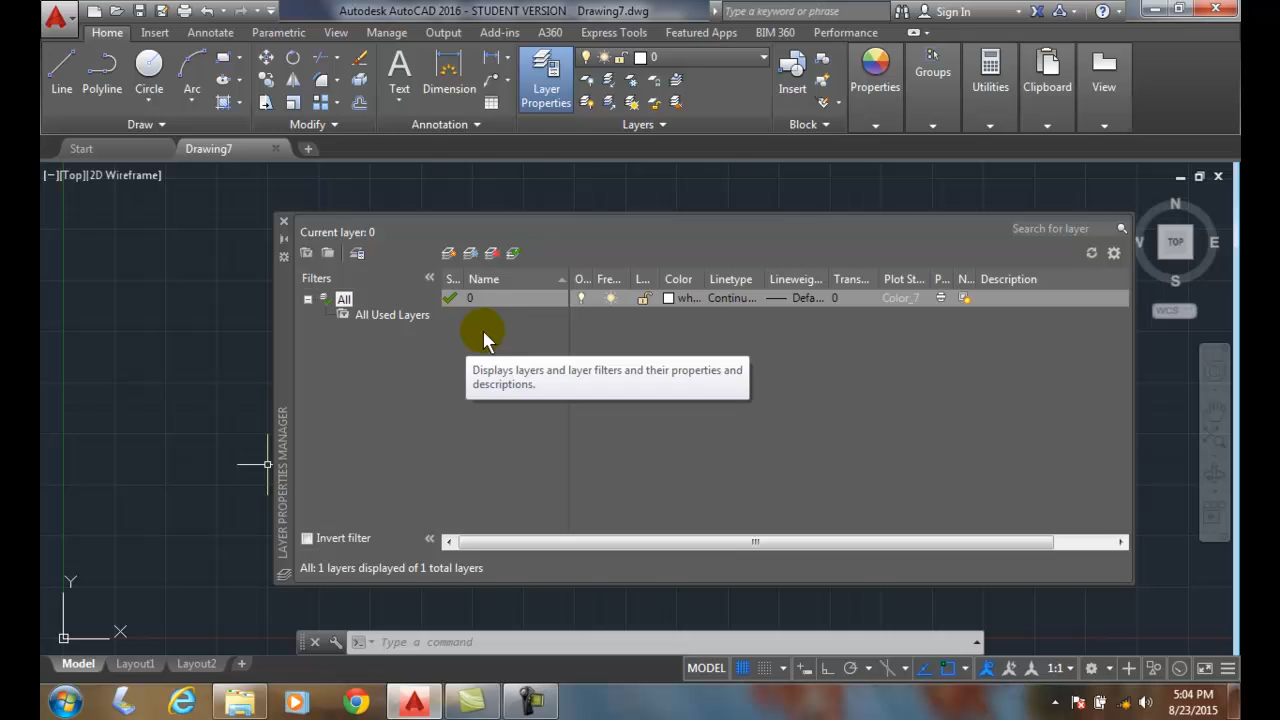 Autodesk AutoCAD 2016 - STUDENT VERSION Drawing7.dwg
Type a keyword or phrase
Sign In
Home Insert Annotate Parametric View Manage Output Add-ins A360 Express Tools Featured Apps BIM 360 Performance
0
Line Polyline Circle Arc
Text Dimension
Layer
Properties
Insert
Properties
Groups
Utilities
Clipboard
View
Draw Modify Annotation Layers Block
Start Drawing7
[−][Top][2D Wireframe]
N
W TOP E
S
WCS
Current layer: 0
Search for layer
Filters
S... Name O.. Fre... L... Color Linetype Lineweig... Trans... Plot St... P... N.. Description
All
0 wh... Continu... Defa... 0 Color_7
All Used Layers
Displays layers and layer filters and their properties and
descriptions.
LAYER PROPERTIES MANAGER
Invert filter
All: 1 layers displayed of 1 total layers
Y
X
Type a command
Model Layout1 Layout2
MODEL
1:1
5:04 PM
8/23/2015